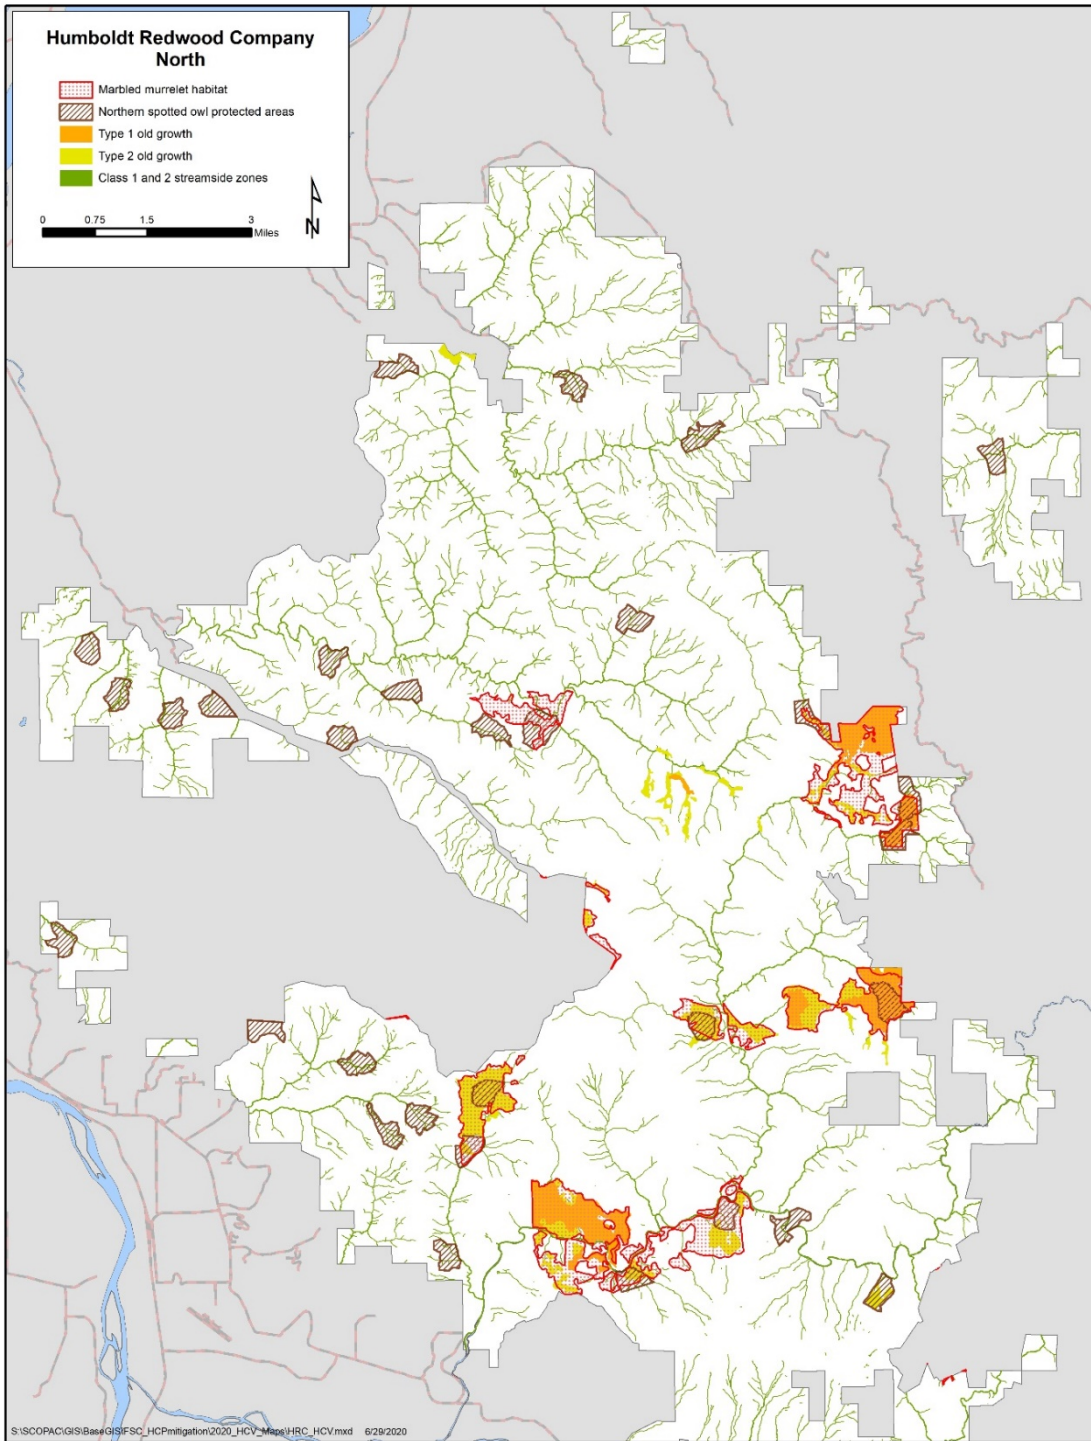 Humboldt Redwood Company
North
Marbled murrelet habitat
Northern spotted owl protected areas
Type 1 old growth
Type 2 old growth
Class 1 and 2 streamside zones
0 0.75 1.5 3
Miles
N
S:\SCOPAC\GIS\BaseGIS\FSC_HCPmitigation\2020_HCV_Maps\HRC_HCV.mxd 6/29/2020